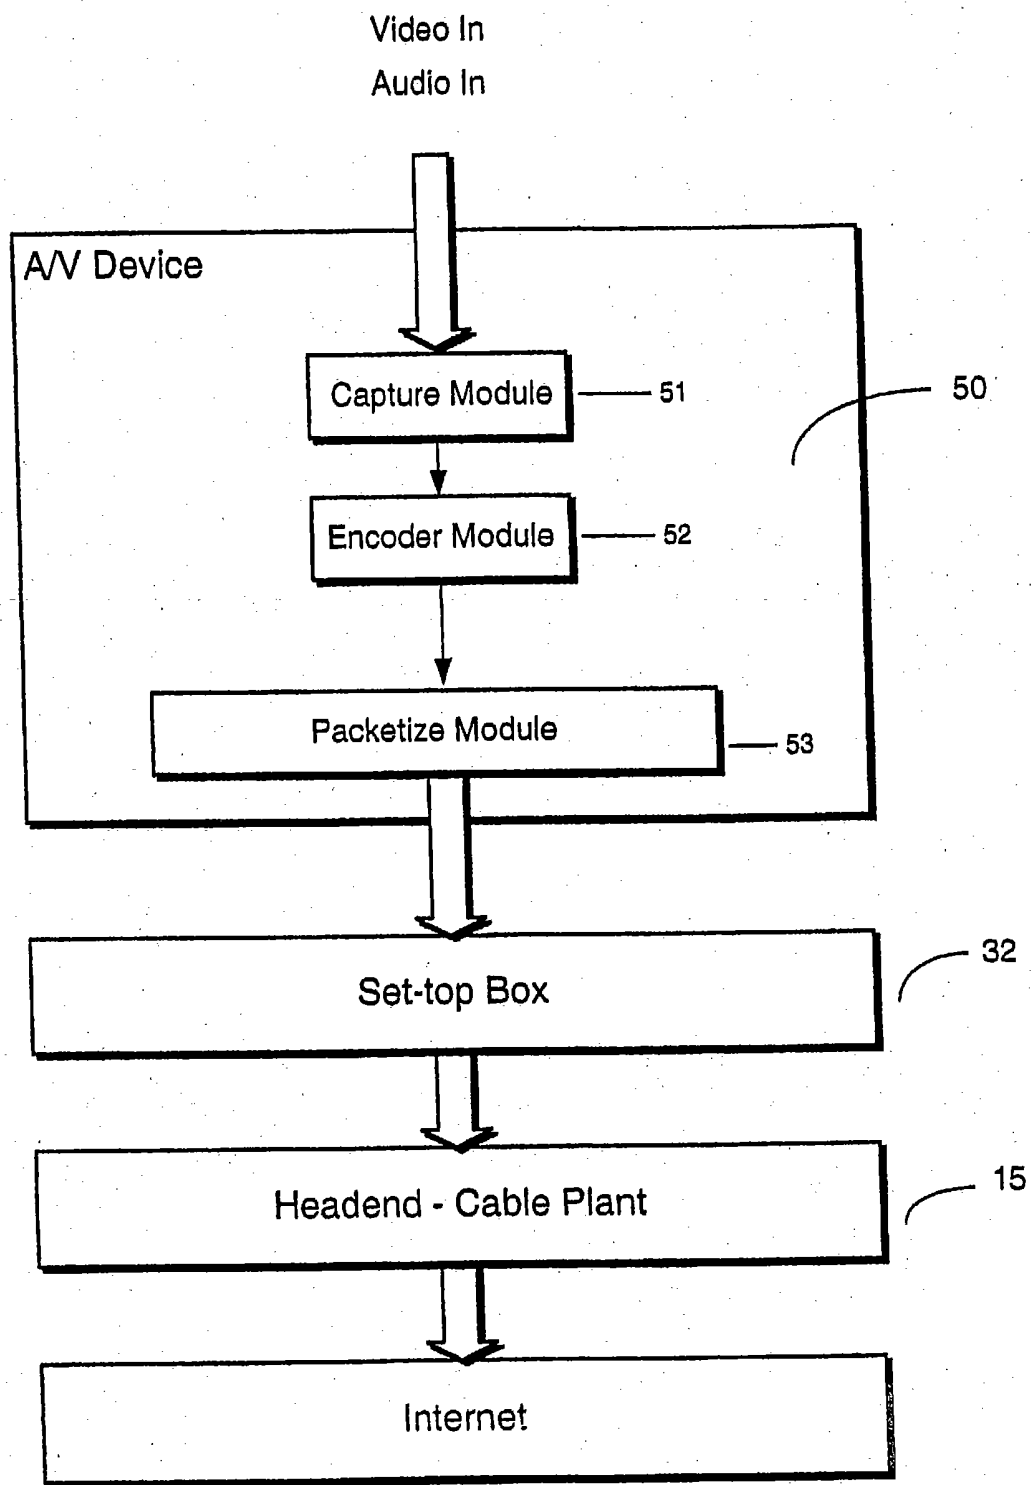 Video In
Audio In
A/V Device
Capture Module
51
50
Encoder Module
52
Packetize Module
53
Set-top Box
32
Headend - Cable Plant
15
Internet